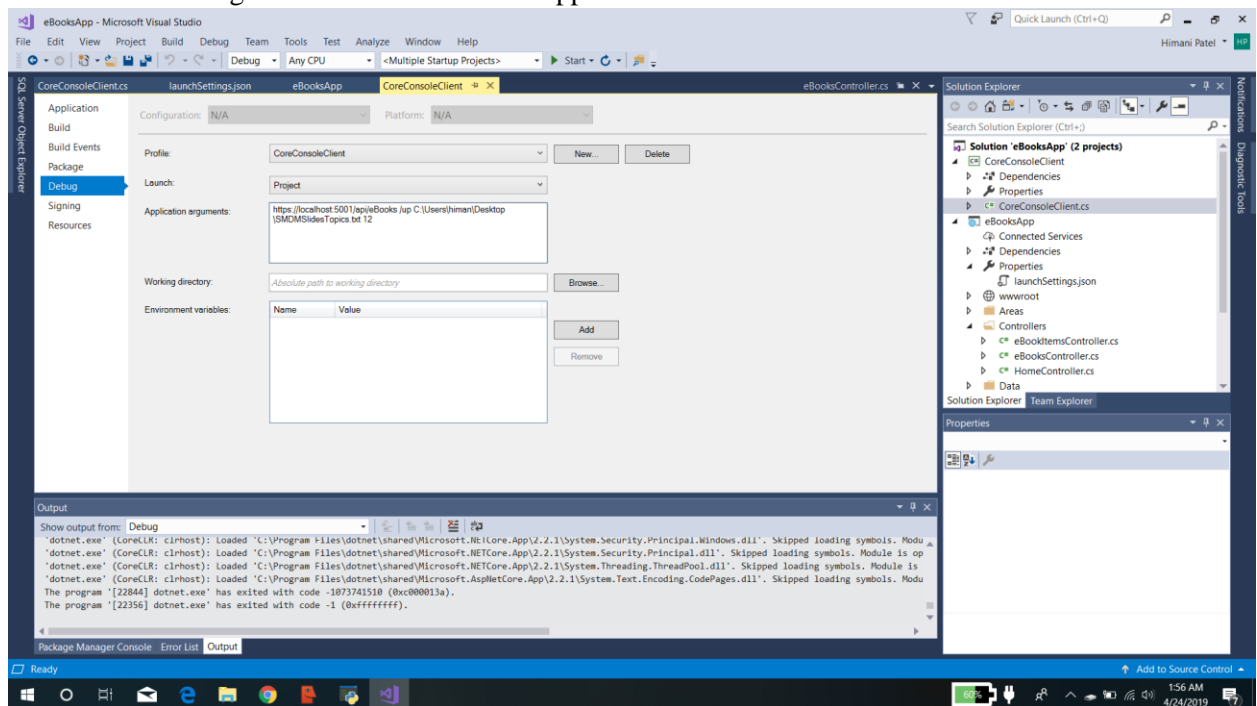 eBooksApp - Microsoft Visual Studio
Quick Launch (Ctrl+Q)
File Edit View Project Build Debug Team Tools Test Analyze Window Help
Himani Patel HP
Debug Any CPU <Multiple Startup Projects> Start
SQL Server Object Explorer
CoreConsoleClient.cs launchSettings.json eBooksApp CoreConsoleClient eBooksController.cs
Application
Build
Build Events
Package
Debug
Signing
Resources
Configuration: N/A Platform: N/A
Profile: CoreConsoleClient New... Delete
Launch: Project
Application arguments: https://localhost:5001/api/eBooks /up C:\Users\himan\Desktop
\SMDMSlidesTopics.txt 12
Working directory: Absolute path to working directory Browse...
Environment variables: Name Value
Add
Remove
Solution Explorer
Search Solution Explorer (Ctrl+;)
Solution 'eBooksApp' (2 projects)
CoreConsoleClient
Dependencies
Properties
C# CoreConsoleClient.cs
eBooksApp
Connected Services
Dependencies
Properties
launchSettings.json
wwwroot
Areas
Controllers
C# eBookItemsController.cs
C# eBooksController.cs
C# HomeController.cs
Data
Solution Explorer Team Explorer
Properties
Notifications
Diagnostic Tools
Output
Show output from: Debug
'dotnet.exe' (CoreCLR: clrhost): Loaded 'C:\Program Files\dotnet\shared\Microsoft.NETCore.App\2.2.1\System.Security.Principal.Windows.dll'. Skipped loading symbols. Modu
'dotnet.exe' (CoreCLR: clrhost): Loaded 'C:\Program Files\dotnet\shared\Microsoft.NETCore.App\2.2.1\System.Security.Principal.dll'. Skipped loading symbols. Module is op
'dotnet.exe' (CoreCLR: clrhost): Loaded 'C:\Program Files\dotnet\shared\Microsoft.NETCore.App\2.2.1\System.Threading.ThreadPool.dll'. Skipped loading symbols. Module is
'dotnet.exe' (CoreCLR: clrhost): Loaded 'C:\Program Files\dotnet\shared\Microsoft.AspNetCore.App\2.2.1\System.Text.Encoding.CodePages.dll'. Skipped loading symbols. Modu
The program '[22844] dotnet.exe' has exited with code -1073741510 (0xc000013a).
The program '[22356] dotnet.exe' has exited with code -1 (0xffffffff).
Package Manager Console Error List Output
Ready
Add to Source Control
60%
1:56 AM
4/24/2019
7